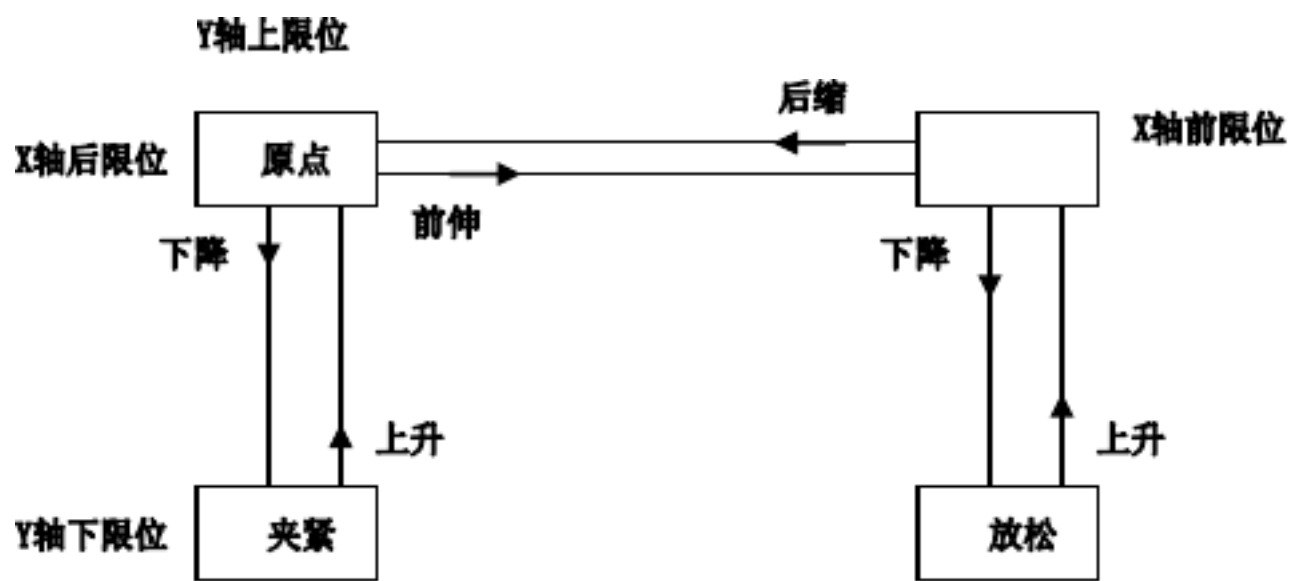 Y轴上限位
后缩
X轴前限位
X轴后限位
原点
前伸
下降
下降
上升
上升
Y轴下限位
夹紧
放松